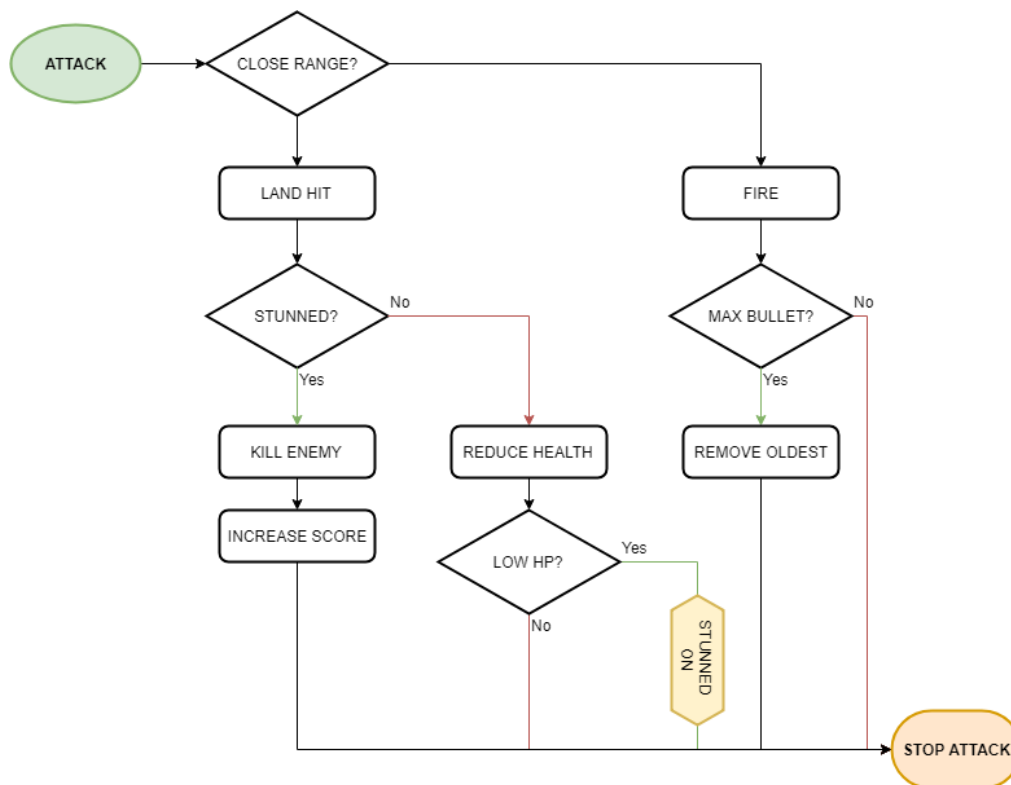 ATTACK
CLOSE RANGE?
LAND HIT
FIRE
STUNNED?
No
MAX BULLET?
No
Yes
Yes
KILL ENEMY
REDUCE HEALTH
REMOVE OLDEST
INCREASE SCORE
LOW HP?
Yes
No
STUNNED
ON
STOP ATTACK